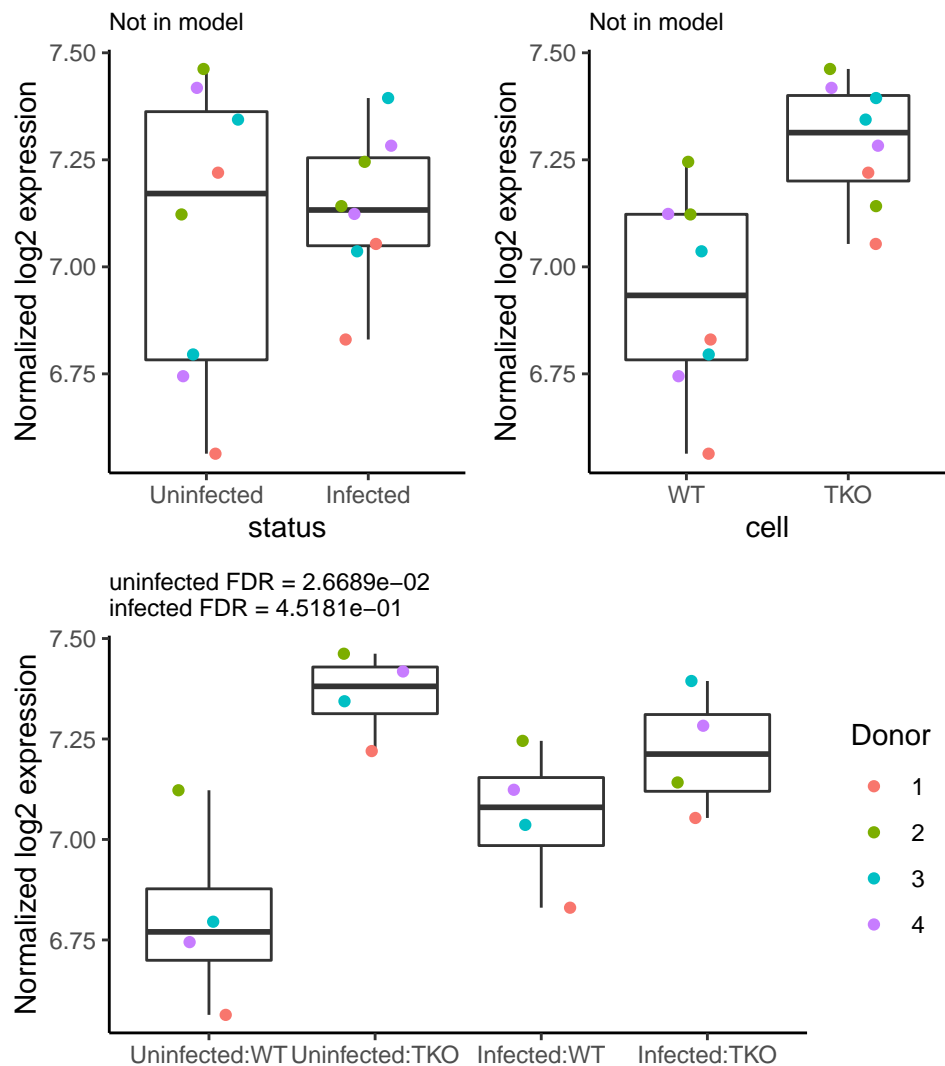 Not in model
7.50
7.25
7.00
6.75
Normalized log2 expression
Uninfected
Infected
status
Not in model
7.50
7.25
7.00
6.75
Normalized log2 expression
WT
TKO
cell
uninfected FDR = 2.6689e−02
infected FDR = 4.5181e−01
7.50
7.25
7.00
6.75
Normalized log2 expression
Uninfected:WT
Uninfected:TKO
Infected:WT
Infected:TKO
Donor
1
2
3
4